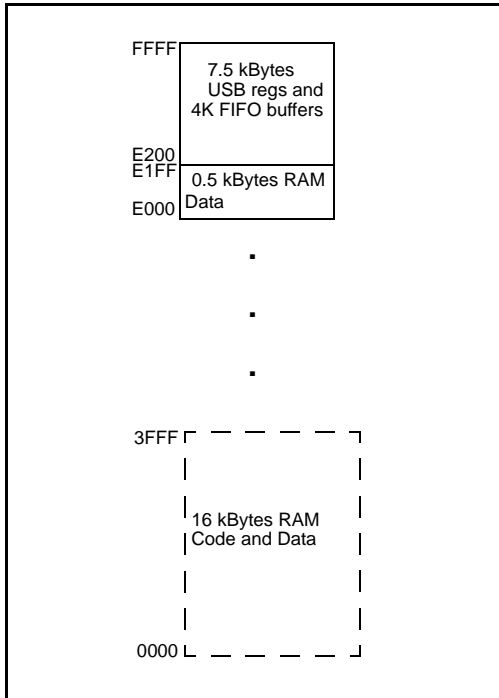 FFFF
7.5 kBytes
USB regs and
4K FIFO buffers
E200
E1FF
0.5 kBytes RAM
Data
E000
3FFF
16 kBytes RAM
Code and Data
0000